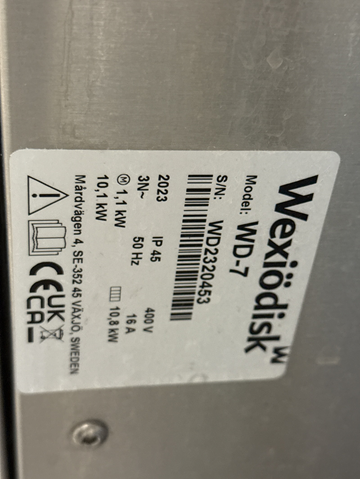 Wexiödisk W
Model: WD-7
S/N: WD2320453
2023 IP 45 400 V
3N~ 50 Hz 16 A
M 1,1 kW 10,8 kW
10,1 kW
CE UK CA
Mårdvägen 4, SE-352 45 VÄXJÖ, SWEDEN